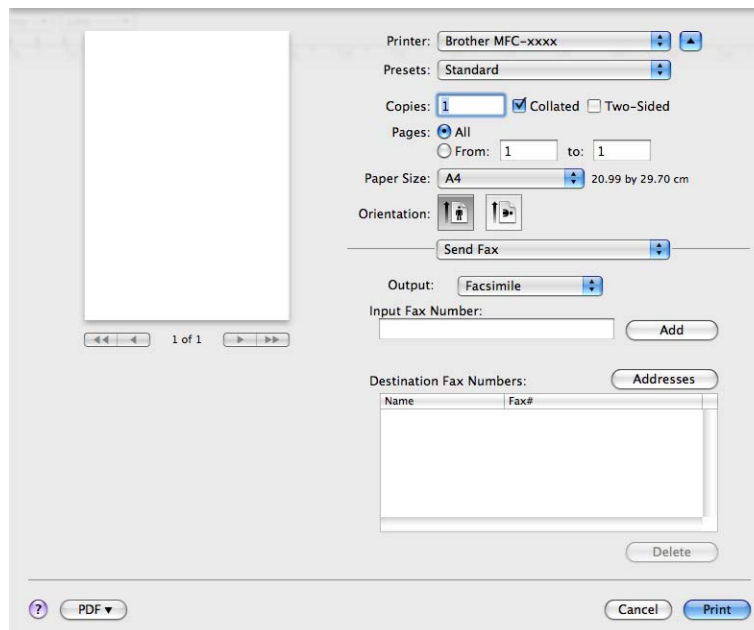 Printer: Brother MFC-xxxx
Presets: Standard
Copies: 1 Collated Two-Sided
Pages: All
From: 1 to: 1
Paper Size: A4 20.99 by 29.70 cm
Orientation:
Send Fax
Output: Facsimile
Input Fax Number:
Add
1 of 1
Destination Fax Numbers: Addresses
Name Fax#
Delete
? PDF ▾ Cancel Print